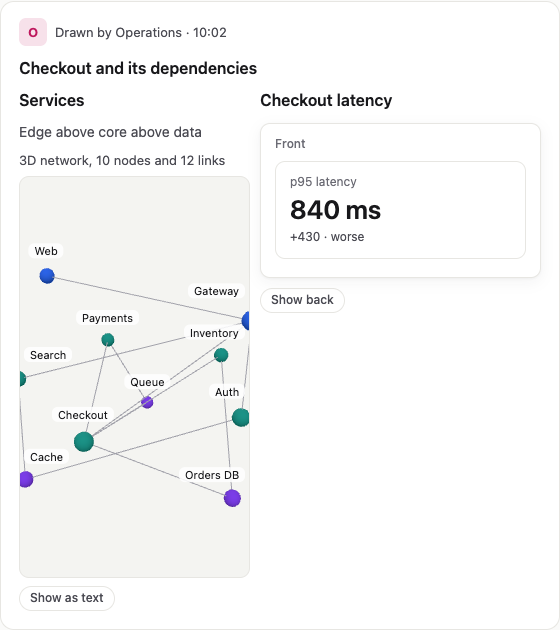 O Drawn by Operations · 10:02
Checkout and its dependencies
Services
Edge above core above data
3D network, 10 nodes and 12 links
Web
Gateway
Payments
Inventory
Search
Queue
Auth
Checkout
Cache
Orders DB
Show as text
Checkout latency
Front
p95 latency
840 ms
+430 · worse
Show back